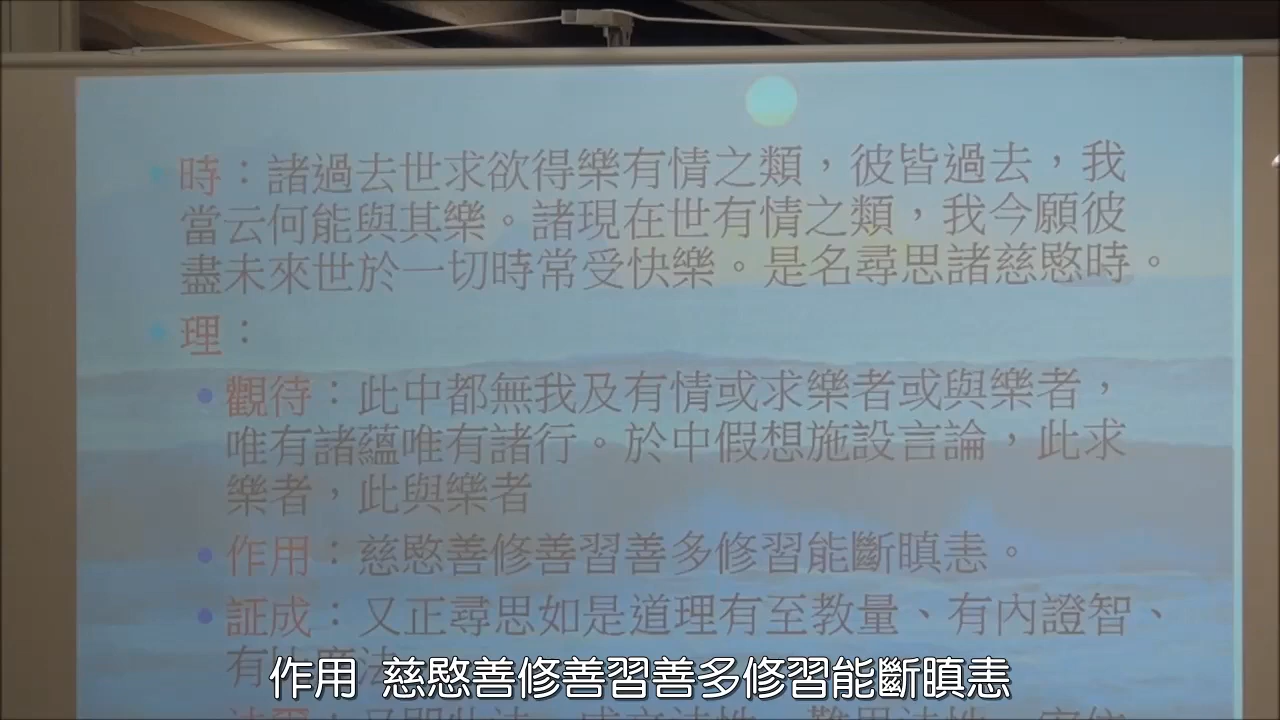 時：諸過去世求欲得樂有情之類，彼皆過去，我
當云何能與其樂。諸現在世有情之類，我今願彼
盡未來世於一切時常受快樂。是名尋思諸慈愍時。
理：
觀待：此中都無我及有情或求樂者或與樂者，
唯有諸蘊唯有諸行。於中假想施設言論，此求
樂者，此與樂者
作用：慈愍善修善習善多修習能斷瞋恚。
証成：又正尋思如是道理有至教量、有內證智、
有
作用 慈愍善修善習善多修習能斷瞋恚